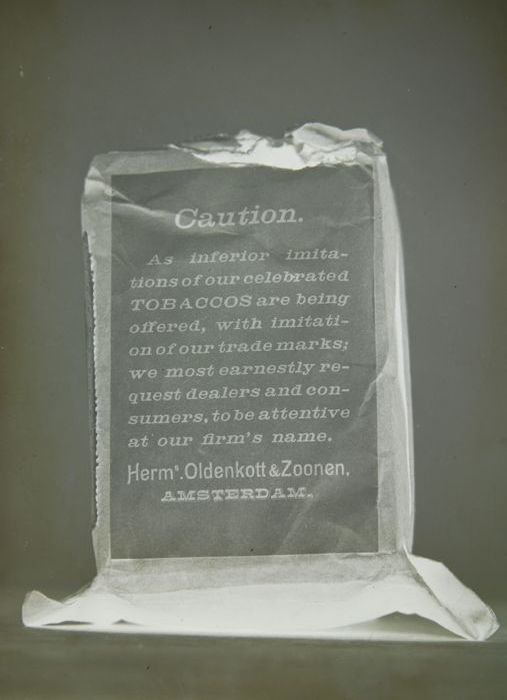 Caution.
As inferior imita-
tions of our celebrated
TOBACCOS are being
offered, with imitati-
on of our trade marks;
we most earnestly re-
quest dealers and con-
sumers, to be attentive
at our firm's name.
Herms. Oldenkott & Zoonen,
AMSTERDAM.